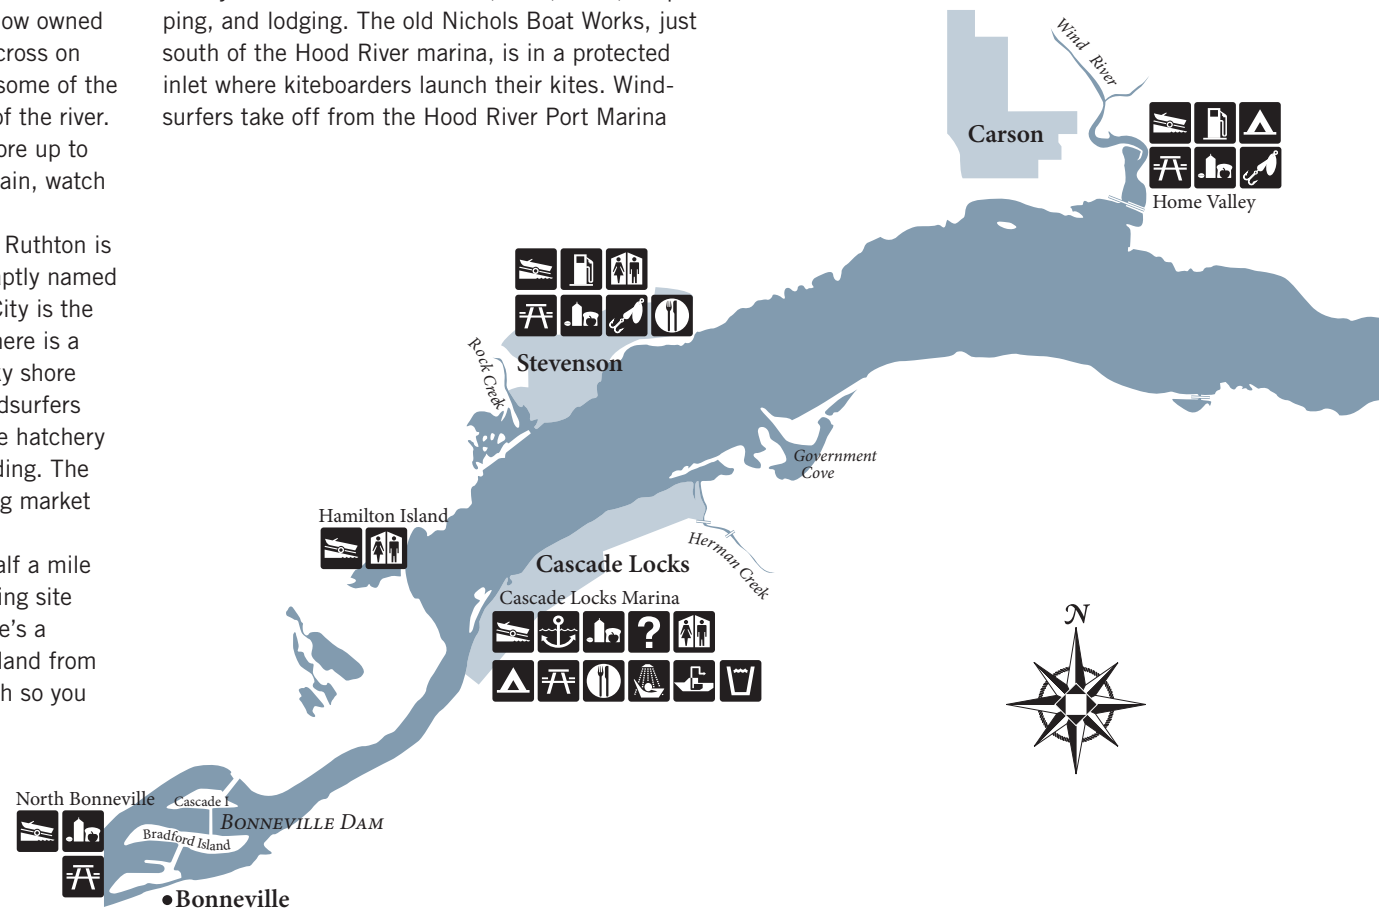 ow owned
cross on
some of the
of the river.
ore up to
ain, watch
Ruthton is
ptly named
City is the
here is a
ky shore
dsurfers
e hatchery
ding. The
g market
alf a mile
ing site
e's a
land from
h so you
ping, and lodging. The old Nichols Boat Works, just
south of the Hood River marina, is in a protected
inlet where kiteboarders launch their kites. Wind-
surfers take off from the Hood River Port Marina
Wind River
Carson
Home Valley
Stevenson
Rock Creek
Government
Cove
Hamilton Island
Herman Creek
Cascade Locks
Cascade Locks Marina
?
N
North Bonneville
Cascade I
BONNEVILLE DAM
Bradford Island
Bonneville